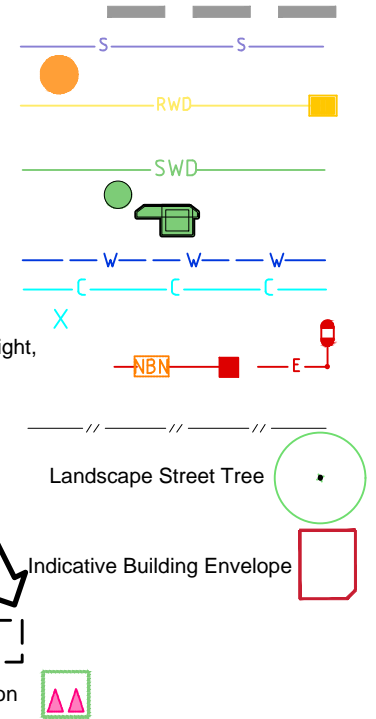 S S
RWD
SWD
W W W
C C C
X
ight,
NBN E
// // //
Landscape Street Tree
Indicative Building Envelope
on